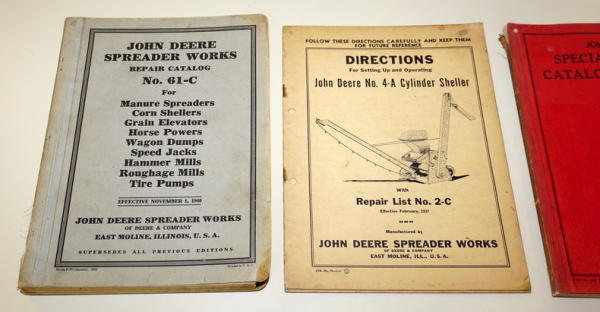 JOHN DEERE
SPREADER WORKS
REPAIR CATALOG
No. 61-C
For
Manure Spreaders
Corn Shellers
Grain Elevators
Horse Powers
Wagon Dumps
Speed Jacks
Hammer Mills
Roughage Mills
Tire Pumps
EFFECTIVE NOVEMBER 1, 1940
JOHN DEERE SPREADER WORKS
OF DEERE & COMPANY
EAST MOLINE, ILLINOIS, U. S. A.
SUPERSEDES ALL PREVIOUS EDITIONS
FOLLOW THESE DIRECTIONS CAREFULLY AND KEEP THEM
FOR FUTURE REFERENCE
DIRECTIONS
For Setting Up and Operating
John Deere No. 4-A Cylinder Sheller
With
Repair List No. 2-C
Effective February, 1937
Manufactured by
JOHN DEERE SPREADER WORKS
OF DEERE & COMPANY
EAST MOLINE, ILL., U.S.A.
SPECIA
CATALO